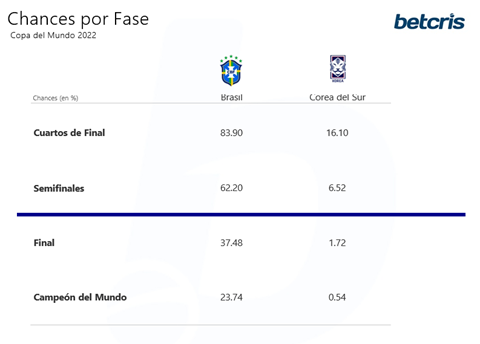 Chances por Fase
Copa del Mundo 2022
betcris
KOREA
Chances (en %) Brasil Corea del Sur
Cuartos de Final 83.90 16.10
Semifinales 62.20 6.52
Final 37.48 1.72
Campeón del Mundo 23.74 0.54